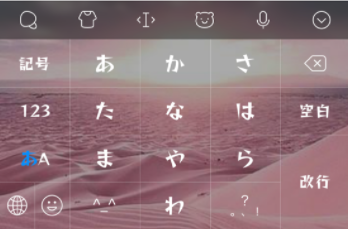 記号 あ か さ
123 た な は 空白
あぁA ま や ら
^_^ わ 。、?! 改行